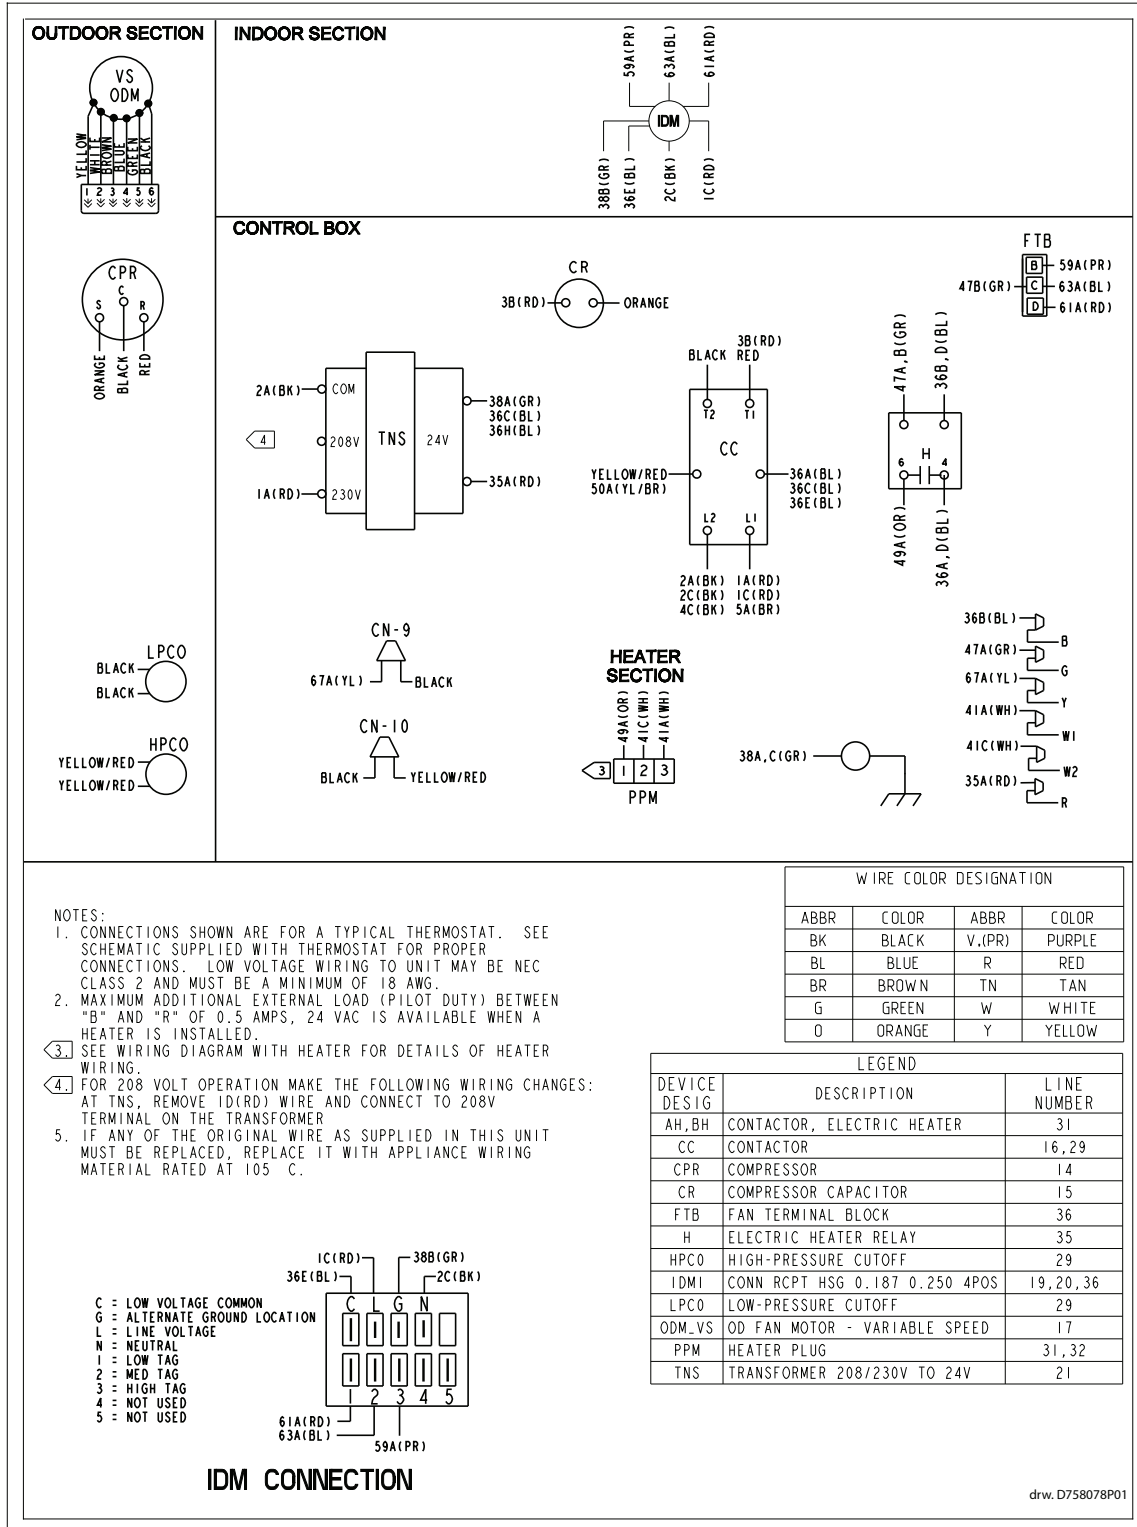 OUTDOOR SECTION
INDOOR SECTION
VS
ODM
YELLOW
WHITE
BROWN
BLUE
GREEN
BLACK
1 2 3 4 5 6
59A(PR)
63A(BL)
61A(RD)
IDM
38B(GR)
36E(BL)
2C(BK)
1C(RD)
CONTROL BOX
CPR
C
S
R
ORANGE
BLACK
RED
CR
3B(RD)
ORANGE
FTB
B
59A(PR)
47B(GR)
C
63A(BL)
D
61A(RD)
2A(BK)
COM
4
208V
TNS
24V
1A(RD)
230V
38A(GR)
36C(BL)
36H(BL)
35A(RD)
3B(RD)
BLACK RED
T2 T1
CC
YELLOW/RED
50A(YL/BR)
36A(BL)
36C(BL)
36E(BL)
L2 L1
2A(BK) 1A(RD)
2C(BK) 1C(RD)
4C(BK) 5A(BR)
47A,B(GR)
36B,D(BL)
H
6 4
49A(OR)
36A,D(BL)
LPCO
BLACK
BLACK
HPCO
YELLOW/RED
YELLOW/RED
CN-9
67A(YL)
BLACK
CN-10
BLACK
YELLOW/RED
HEATER
SECTION
49A(OR)
41C(WH)
41A(WH)
3
1 2 3
PPM
38A,C(GR)
36B(BL)
B
47A(GR)
G
67A(YL)
Y
41A(WH)
W1
41C(WH)
W2
35A(RD)
R
NOTES:
1. CONNECTIONS SHOWN ARE FOR A TYPICAL THERMOSTAT. SEE
SCHEMATIC SUPPLIED WITH THERMOSTAT FOR PROPER
CONNECTIONS. LOW VOLTAGE WIRING TO UNIT MAY BE NEC
CLASS 2 AND MUST BE A MINIMUM OF 18 AWG.
2. MAXIMUM ADDITIONAL EXTERNAL LOAD (PILOT DUTY) BETWEEN
"B" AND "R" OF 0.5 AMPS, 24 VAC IS AVAILABLE WHEN A
HEATER IS INSTALLED.
3. SEE WIRING DIAGRAM WITH HEATER FOR DETAILS OF HEATER
WIRING.
4. FOR 208 VOLT OPERATION MAKE THE FOLLOWING WIRING CHANGES:
AT TNS, REMOVE 1D(RD) WIRE AND CONNECT TO 208V
TERMINAL ON THE TRANSFORMER
5. IF ANY OF THE ORIGINAL WIRE AS SUPPLIED IN THIS UNIT
MUST BE REPLACED, REPLACE IT WITH APPLIANCE WIRING
MATERIAL RATED AT 105 C.
WIRE COLOR DESIGNATION
ABBR COLOR ABBR COLOR
BK BLACK V.(PR) PURPLE
BL BLUE R RED
BR BROWN TN TAN
G GREEN W WHITE
O ORANGE Y YELLOW
LEGEND
DEVICE DESIG DESCRIPTION LINE NUMBER
AH,BH CONTACTOR, ELECTRIC HEATER 31
CC CONTACTOR 16,29
CPR COMPRESSOR 14
CR COMPRESSOR CAPACITOR 15
FTB FAN TERMINAL BLOCK 36
H ELECTRIC HEATER RELAY 35
HPCO HIGH-PRESSURE CUTOFF 29
IDM1 CONN RCPT HSG 0.187 0.250 4POS 19,20,36
LPCO LOW-PRESSURE CUTOFF 29
ODM_VS OD FAN MOTOR - VARIABLE SPEED 17
PPM HEATER PLUG 31,32
TNS TRANSFORMER 208/230V TO 24V 21
1C(RD) 38B(GR)
36E(BL) 2C(BK)
C L G N
1 2 3 4 5
61A(RD)
63A(BL)
59A(PR)
C = LOW VOLTAGE COMMON
G = ALTERNATE GROUND LOCATION
L = LINE VOLTAGE
N = NEUTRAL
1 = LOW TAG
2 = MED TAG
3 = HIGH TAG
4 = NOT USED
5 = NOT USED
IDM CONNECTION
drw. D758078P01